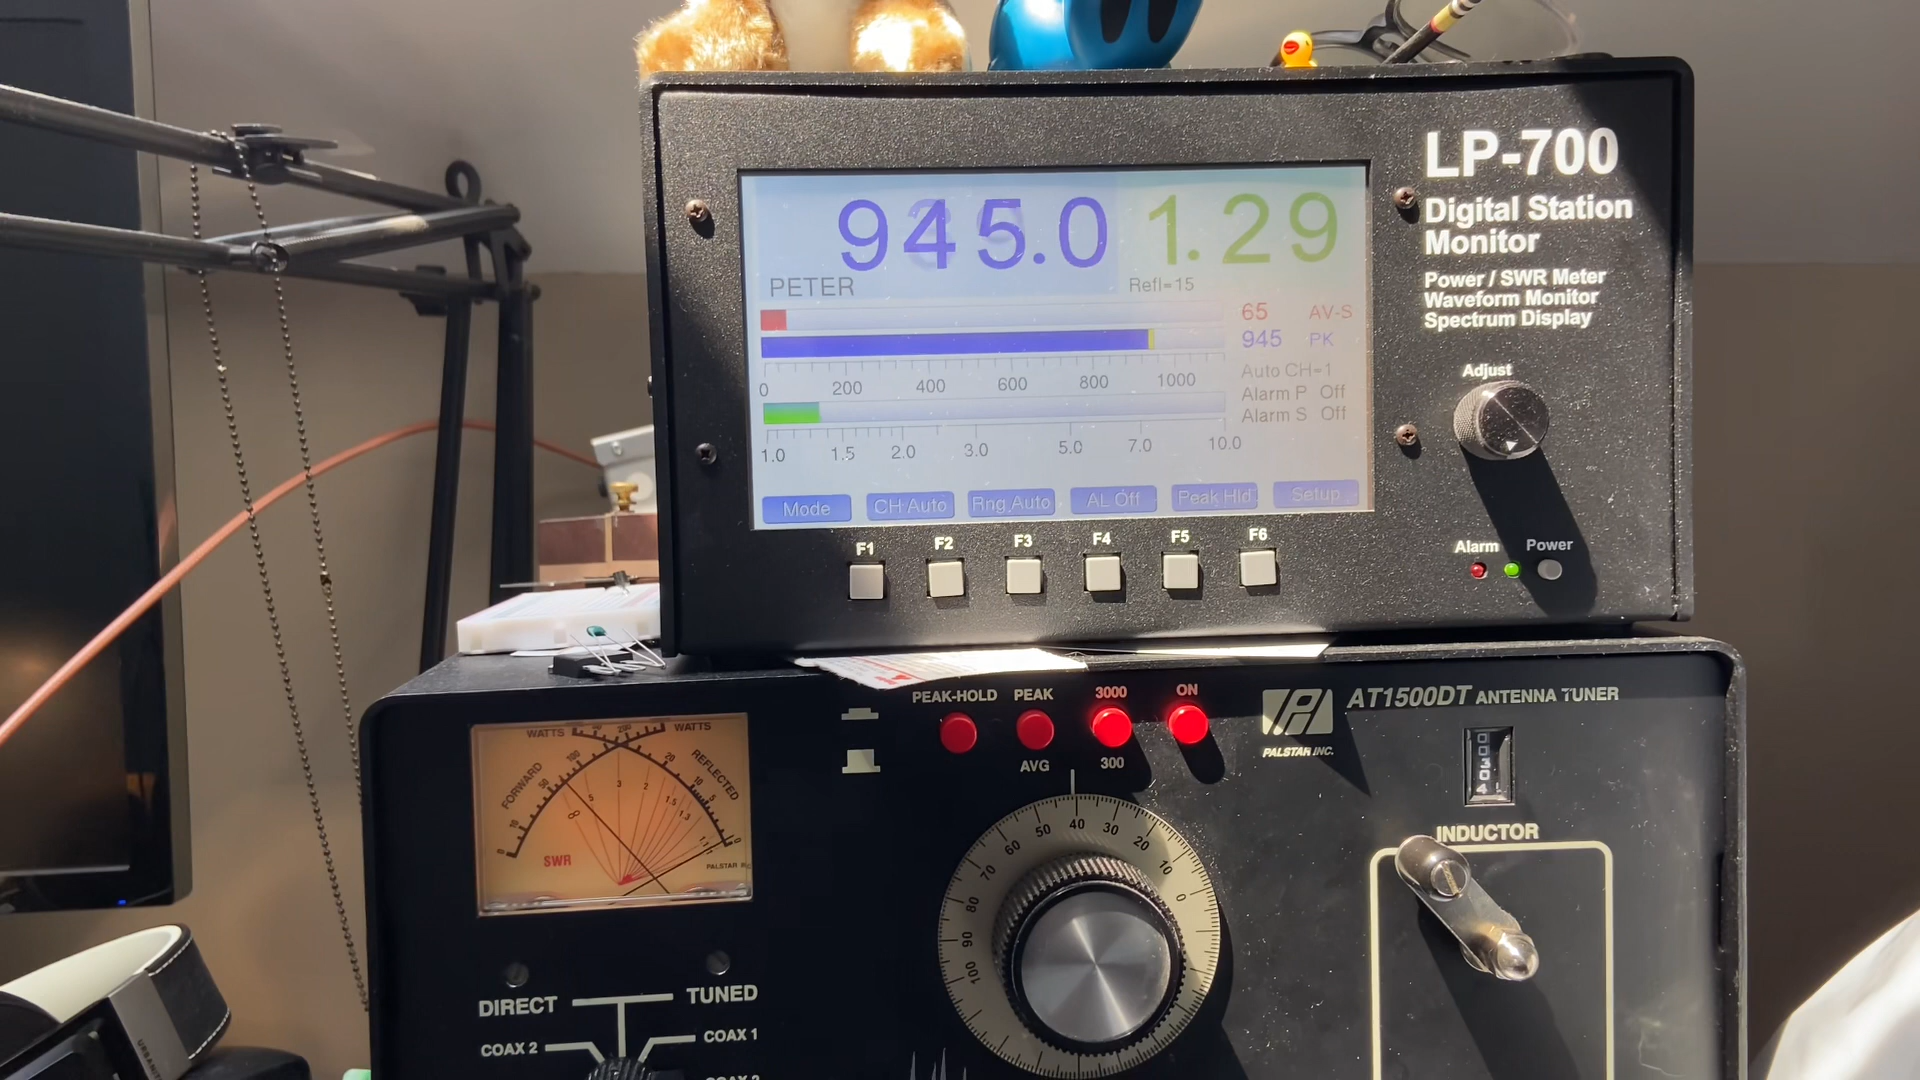 LP-700
Digital Station
Monitor
Power / SWR Meter
Waveform Monitor
Spectrum Display
945.0 1.29
PETER Refl=15
65 AV-S
945 PK
0 200 400 600 800 1000
Auto CH=1
Alarm P Off
Alarm S Off
1.0 1.5 2.0 3.0 5.0 7.0 10.0
Mode CH Auto Rng Auto AL Off Peak Hld Setup
F1 F2 F3 F4 F5 F6
Adjust
Alarm Power
PEAK-HOLD PEAK 3000 ON
AVG 300
PALSTAR INC.
AT1500DT ANTENNA TUNER
WATTS WATTS
FORWARD REFLECTED
SWR
PALSTAR
60 50 40 30 20 10 0
70 80 90 100
INDUCTOR
DIRECT TUNED
COAX 2 COAX 1